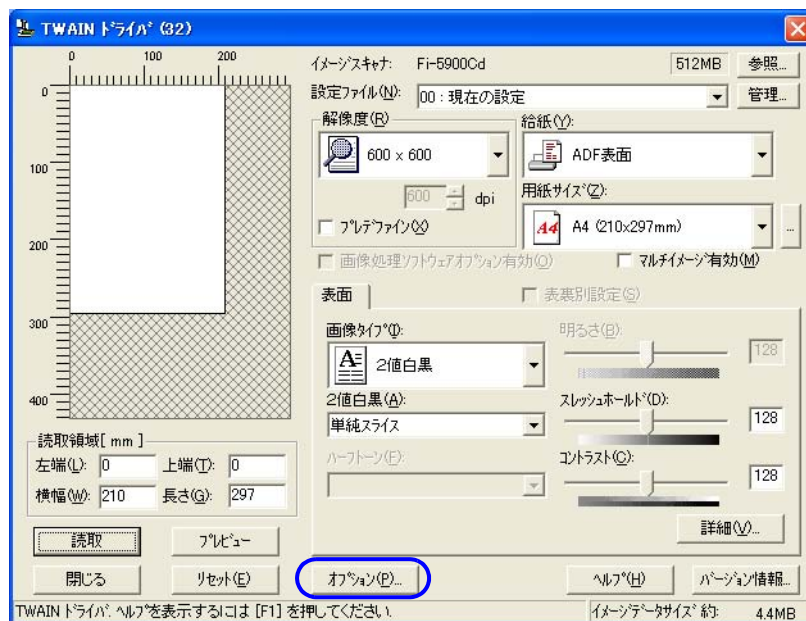 TWAIN ﾄﾞﾗｲﾊﾞ (32)
0 100 200
0
100
200
300
400
イメージスキャナ: Fi-5900Cd 512MB 参照...
設定ファイル(N): 00 : 現在の設定 管理...
解像度(R)
600 x 600
600 dpi
ﾌﾟﾚﾃﾞﾌｧｲﾝ(X)
給紙(Y):
ADF表面
用紙ｻｲｽﾞ(Z):
A4 A4 (210x297mm) ...
画像処理ｿﾌﾄｳｪｱｵﾌﾟｼｮﾝ有効(O) ﾏﾙﾁｲﾒｰｼﾞ有効(M)
表面 表裏別設定(S)
画像ﾀｲﾌﾟ(I):
A 2値白黒
2値白黒(A):
単純ｽﾗｲｽ
ﾊｰﾌﾄｰﾝ(F):
明るさ(B):
128
ｽﾚｯｼｭﾎｰﾙﾄﾞ(D):
128
ｺﾝﾄﾗｽﾄ(C):
128
詳細(V)...
読取領域[ mm ]
左端(L): 0 上端(T): 0
横幅(W): 210 長さ(G): 297
読取 ﾌﾟﾚﾋﾞｭｰ
閉じる ﾘｾｯﾄ(E) ｵﾌﾟｼｮﾝ(P)... ﾍﾙﾌﾟ(H) ﾊﾞｰｼﾞｮﾝ情報...
TWAIN ﾄﾞﾗｲﾊﾞ. ﾍﾙﾌﾟを表示するには [F1] を押してください. ｲﾒｰｼﾞﾃﾞｰﾀｻｲｽﾞ 約: 4.4MB